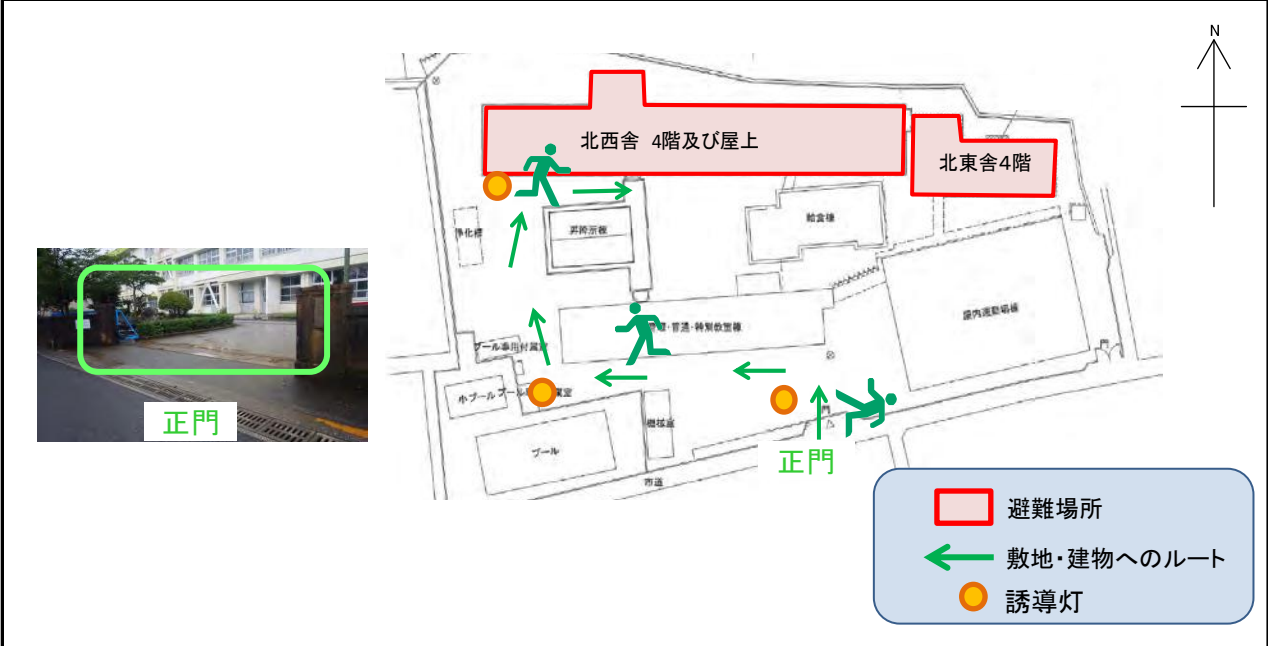 N
北西舎 4階及び屋上
北東舎4階
浄化槽
昇降口棟
給食棟
管理・普通・特別教室棟
屋内運動場棟
プール専用付属室
小プール
プール
機械室
門
市道
正門
正門
避難場所
敷地・建物へのルート
誘導灯